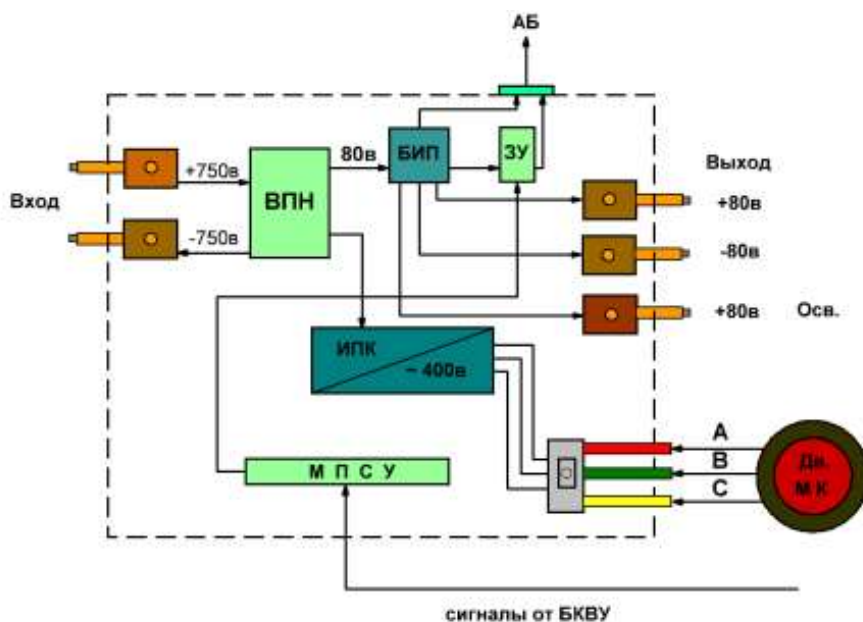 АБ
+750в
80в
БИП
ЗУ
Выход
Вход
ВПН
+80в
-750в
-80в
+80в Осв.
ИПК
~ 400в
А
В
С
Дв.
М К
М П С У
сигналы от БКВУ